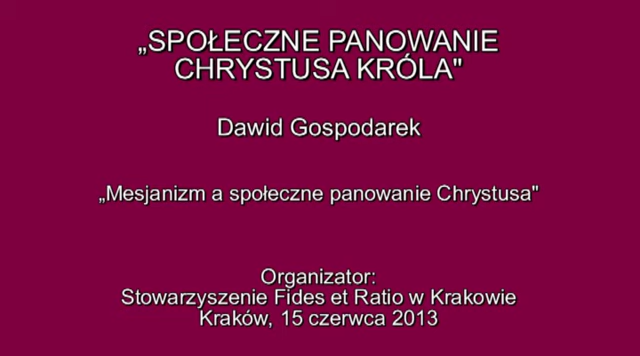 „SPOŁECZNE PANOWANIE
CHRYSTUSA KRÓLA"
Dawid Gospodarek
„Mesjanizm a społeczne panowanie Chrystusa"
Organizator:
Stowarzyszenie Fides et Ratio w Krakowie
Kraków, 15 czerwca 2013